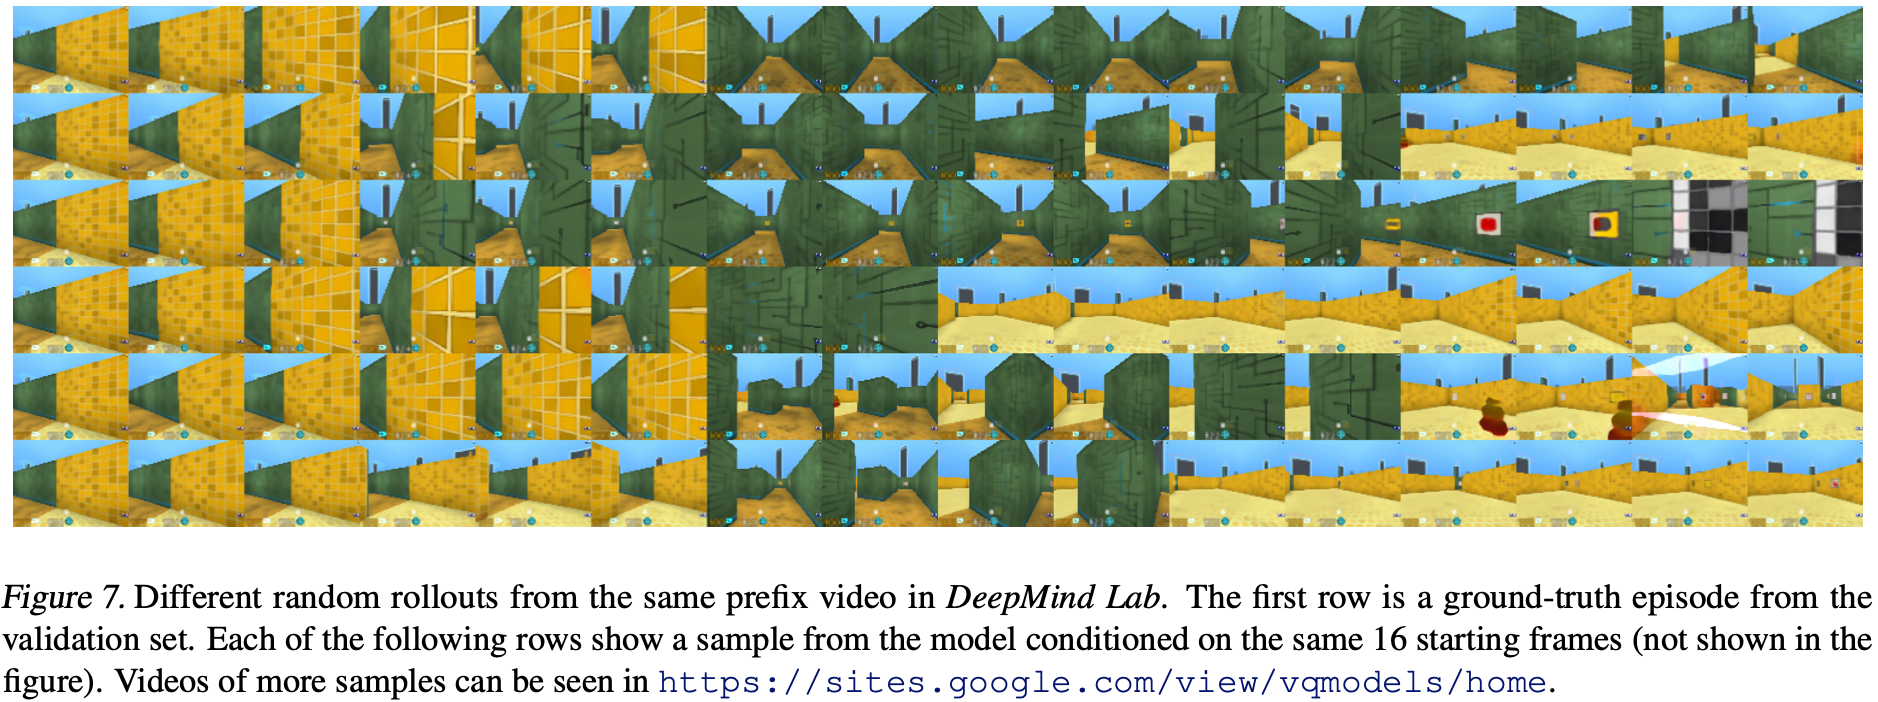 Figure 7. Different random rollouts from the same prefix video in DeepMind Lab. The first row is a ground-truth episode from the
validation set. Each of the following rows show a sample from the model conditioned on the same 16 starting frames (not shown in the
figure). Videos of more samples can be seen in https://sites.google.com/view/vqmodels/home.